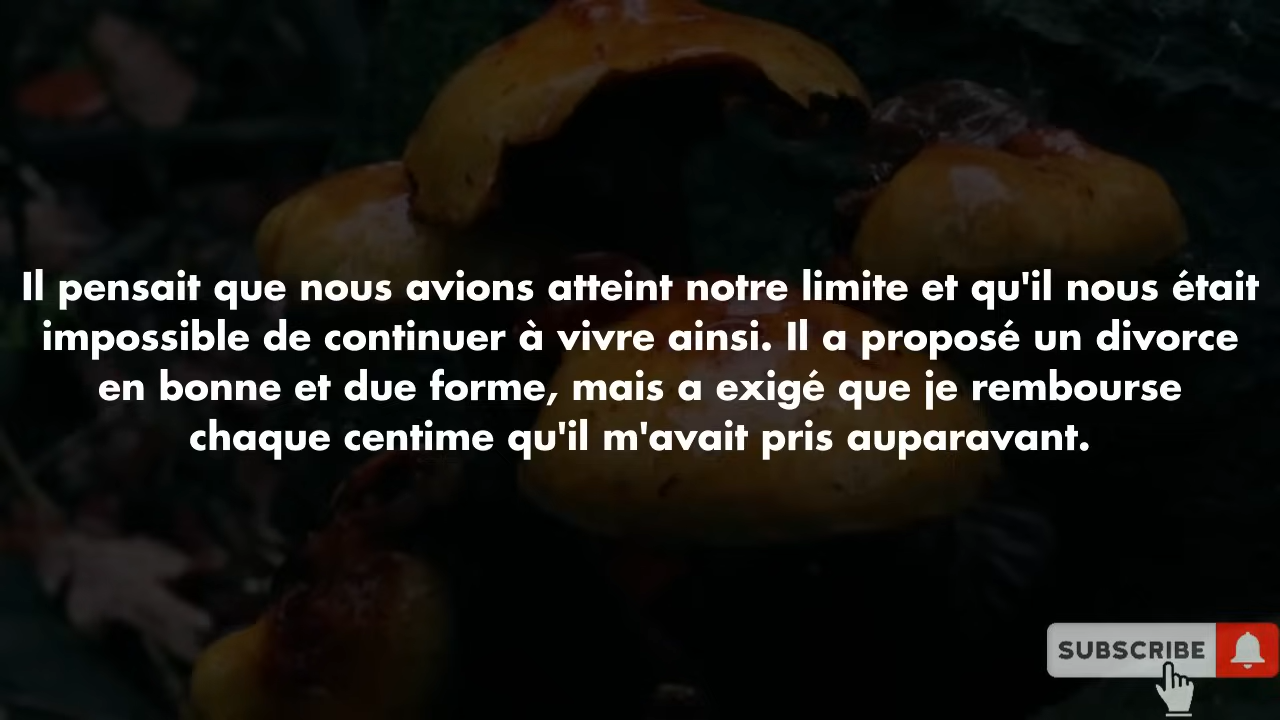 Il pensait que nous avions atteint notre limite et qu'il nous était
impossible de continuer à vivre ainsi. Il a proposé un divorce
en bonne et due forme, mais a exigé que je rembourse
chaque centime qu'il m'avait pris auparavant.
SUBSCRIBE